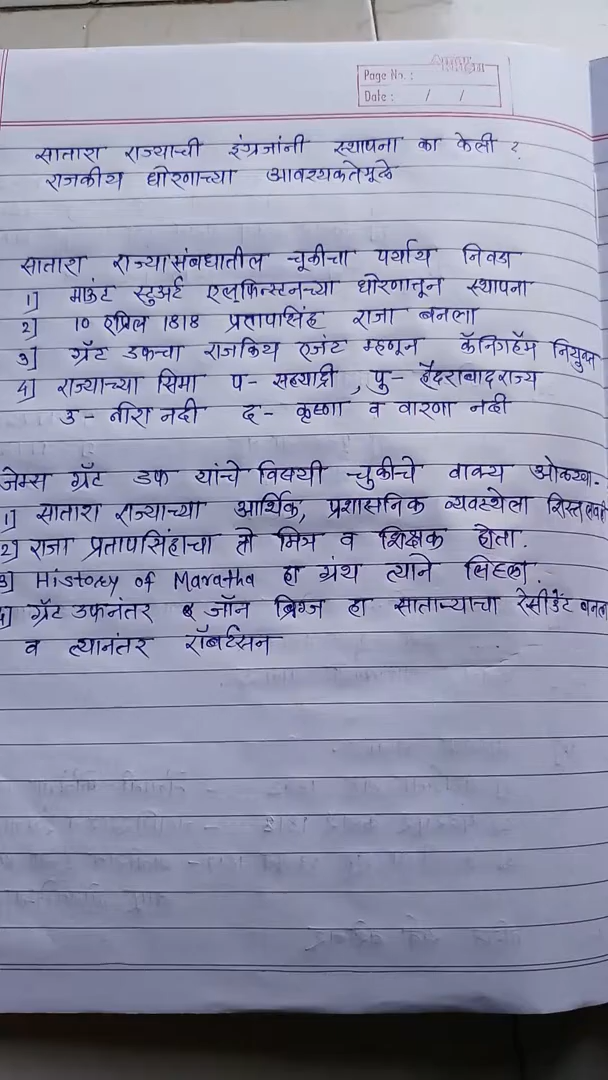 Page No. :
Date : / /
सातारा राज्याची इंग्रजांनी स्थापना का केली ?
राजकीय धोरणाच्या आवश्यकतेमूळे
सातारा राज्यासंबधातील चूकीचा पर्याय निवडा
1] माऊंट स्टुअर्ट एलफिन्सनच्या धोरणातून स्थापना
2] 10 एप्रिल 1818 प्रतापसिंह राजा बनला
3] ग्रॅंट डफचा राजकिय एजंट म्हणून कॅनिगहॅम नियुक्त
4] राज्याच्या सिमा प - सह्याद्री , पु - हैदराबाद राज्य
उ - नीरा नदी द - कृष्णा व वारणा नदी
जेम्स ग्रॅंट डफ यांचे विषयी चुकीचे वाक्य ओळखा.
1] सातारा राज्याच्या आर्थिक, प्रशासनिक व्यवस्थेला शिस्त
2] राजा प्रतापसिंहाचा तो मित्र व शिक्षक होता.
3] History of Maratha हा ग्रंथ त्याने लिहला.
4] ग्रॅंट डफनंतर जॉन ब्रिग्ज हा साताऱ्याचा रेसीडेंट बनला
व त्यानंतर रॉबर्टसन